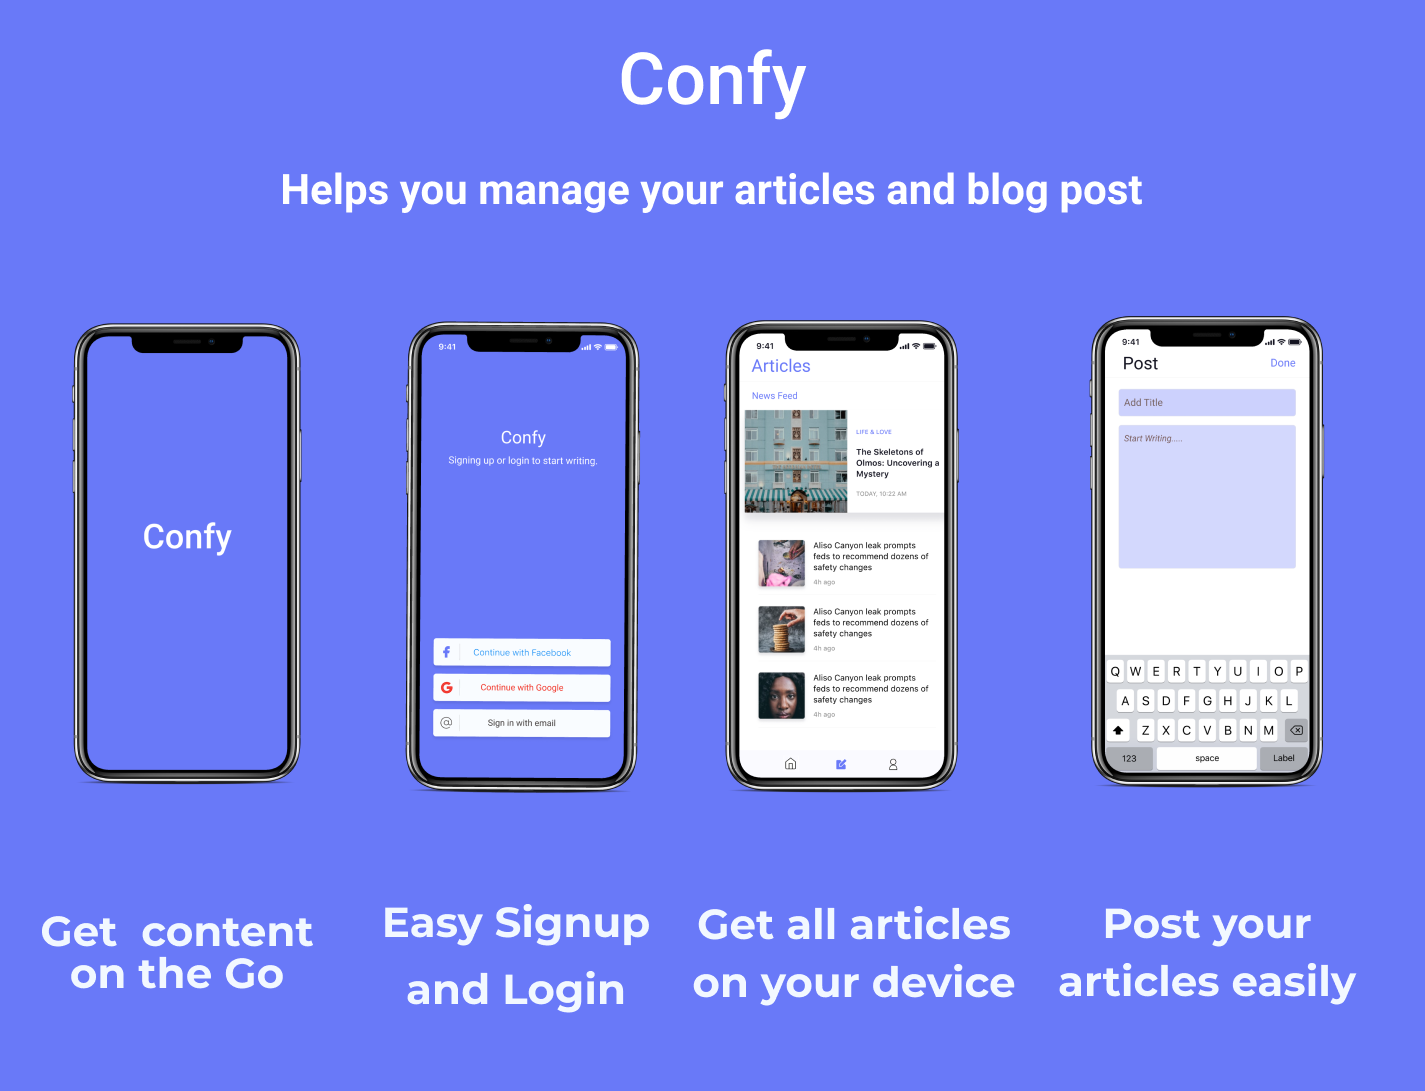 Confy
Helps you manage your articles and blog post
Confy
9:41
Confy
Signing up or login to start writing.
Continue with Facebook
Continue with Google
Sign in with email
9:41
Articles
News Feed
LIFE & LOVE
The Skeletons of
Olmos: Uncovering a
Mystery
TODAY, 10:22 AM
Aliso Canyon leak prompts
feds to recommend dozens of
safety changes
4h ago
Aliso Canyon leak prompts
feds to recommend dozens of
safety changes
4h ago
Aliso Canyon leak prompts
feds to recommend dozens of
safety changes
4h ago
9:41
Post Done
Add Title
Start Writing.....
Q W E R T Y U I O P
A S D F G H J K L
Z X C V B N M
123 space Label
Get content
on the Go
Easy Signup
and Login
Get all articles
on your device
Post your
articles easily